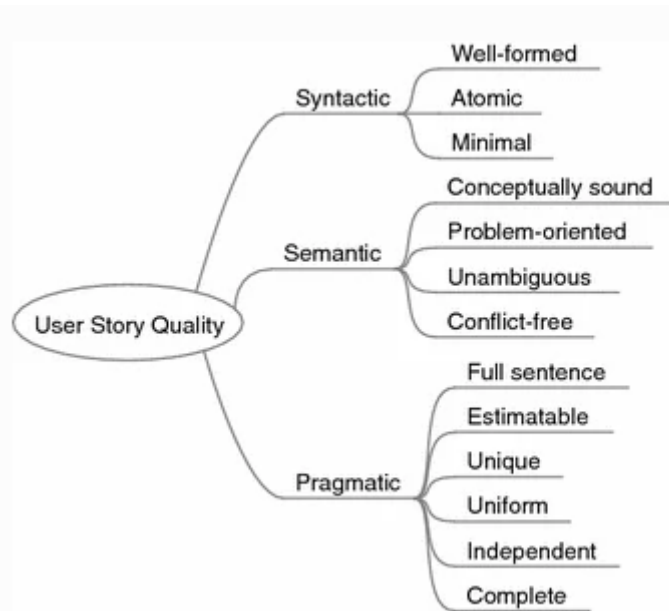 User Story Quality
Syntactic
Well-formed
Atomic
Minimal
Semantic
Conceptually sound
Problem-oriented
Unambiguous
Conflict-free
Pragmatic
Full sentence
Estimatable
Unique
Uniform
Independent
Complete